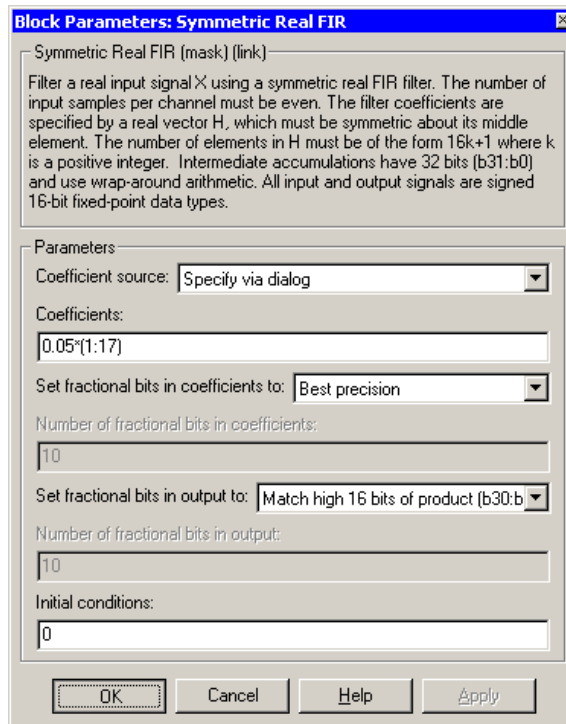 Block Parameters: Symmetric Real FIR
Symmetric Real FIR (mask) (link)
Filter a real input signal X using a symmetric real FIR filter. The number of
input samples per channel must be even. The filter coefficients are
specified by a real vector H, which must be symmetric about its middle
element. The number of elements in H must be of the form 16k+1 where k
is a positive integer. Intermediate accumulations have 32 bits (b31:b0)
and use wrap-around arithmetic. All input and output signals are signed
16-bit fixed-point data types.
Parameters
Coefficient source: Specify via dialog
Coefficients:
0.05*(1:17)
Set fractional bits in coefficients to: Best precision
Number of fractional bits in coefficients:
10
Set fractional bits in output to: Match high 16 bits of product (b30:b
Number of fractional bits in output:
10
Initial conditions:
0
OK Cancel Help Apply